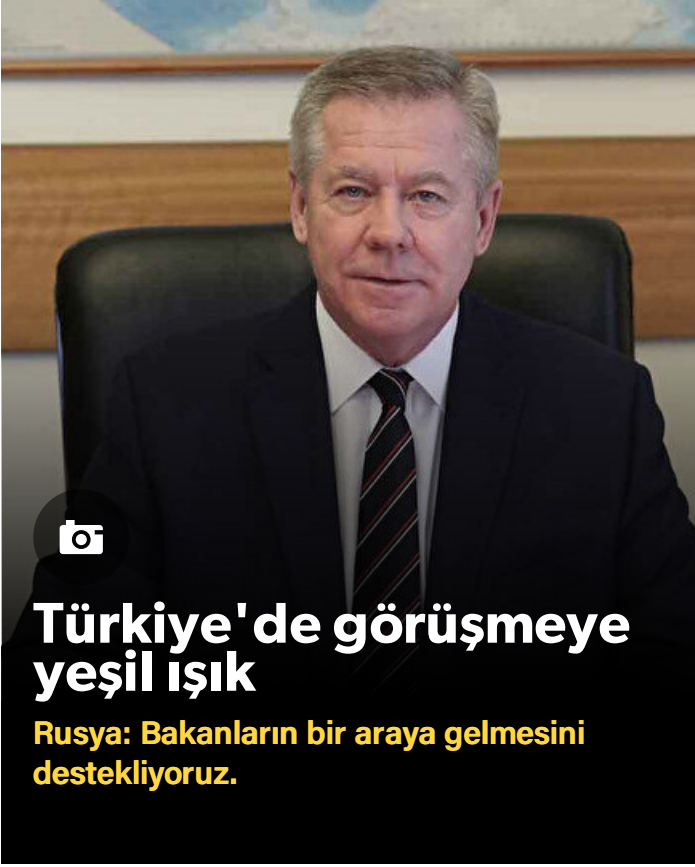 Türkiye'de görüşmeye
yeşil ışık
Rusya: Bakanların bir araya gelmesini
destekliyoruz.